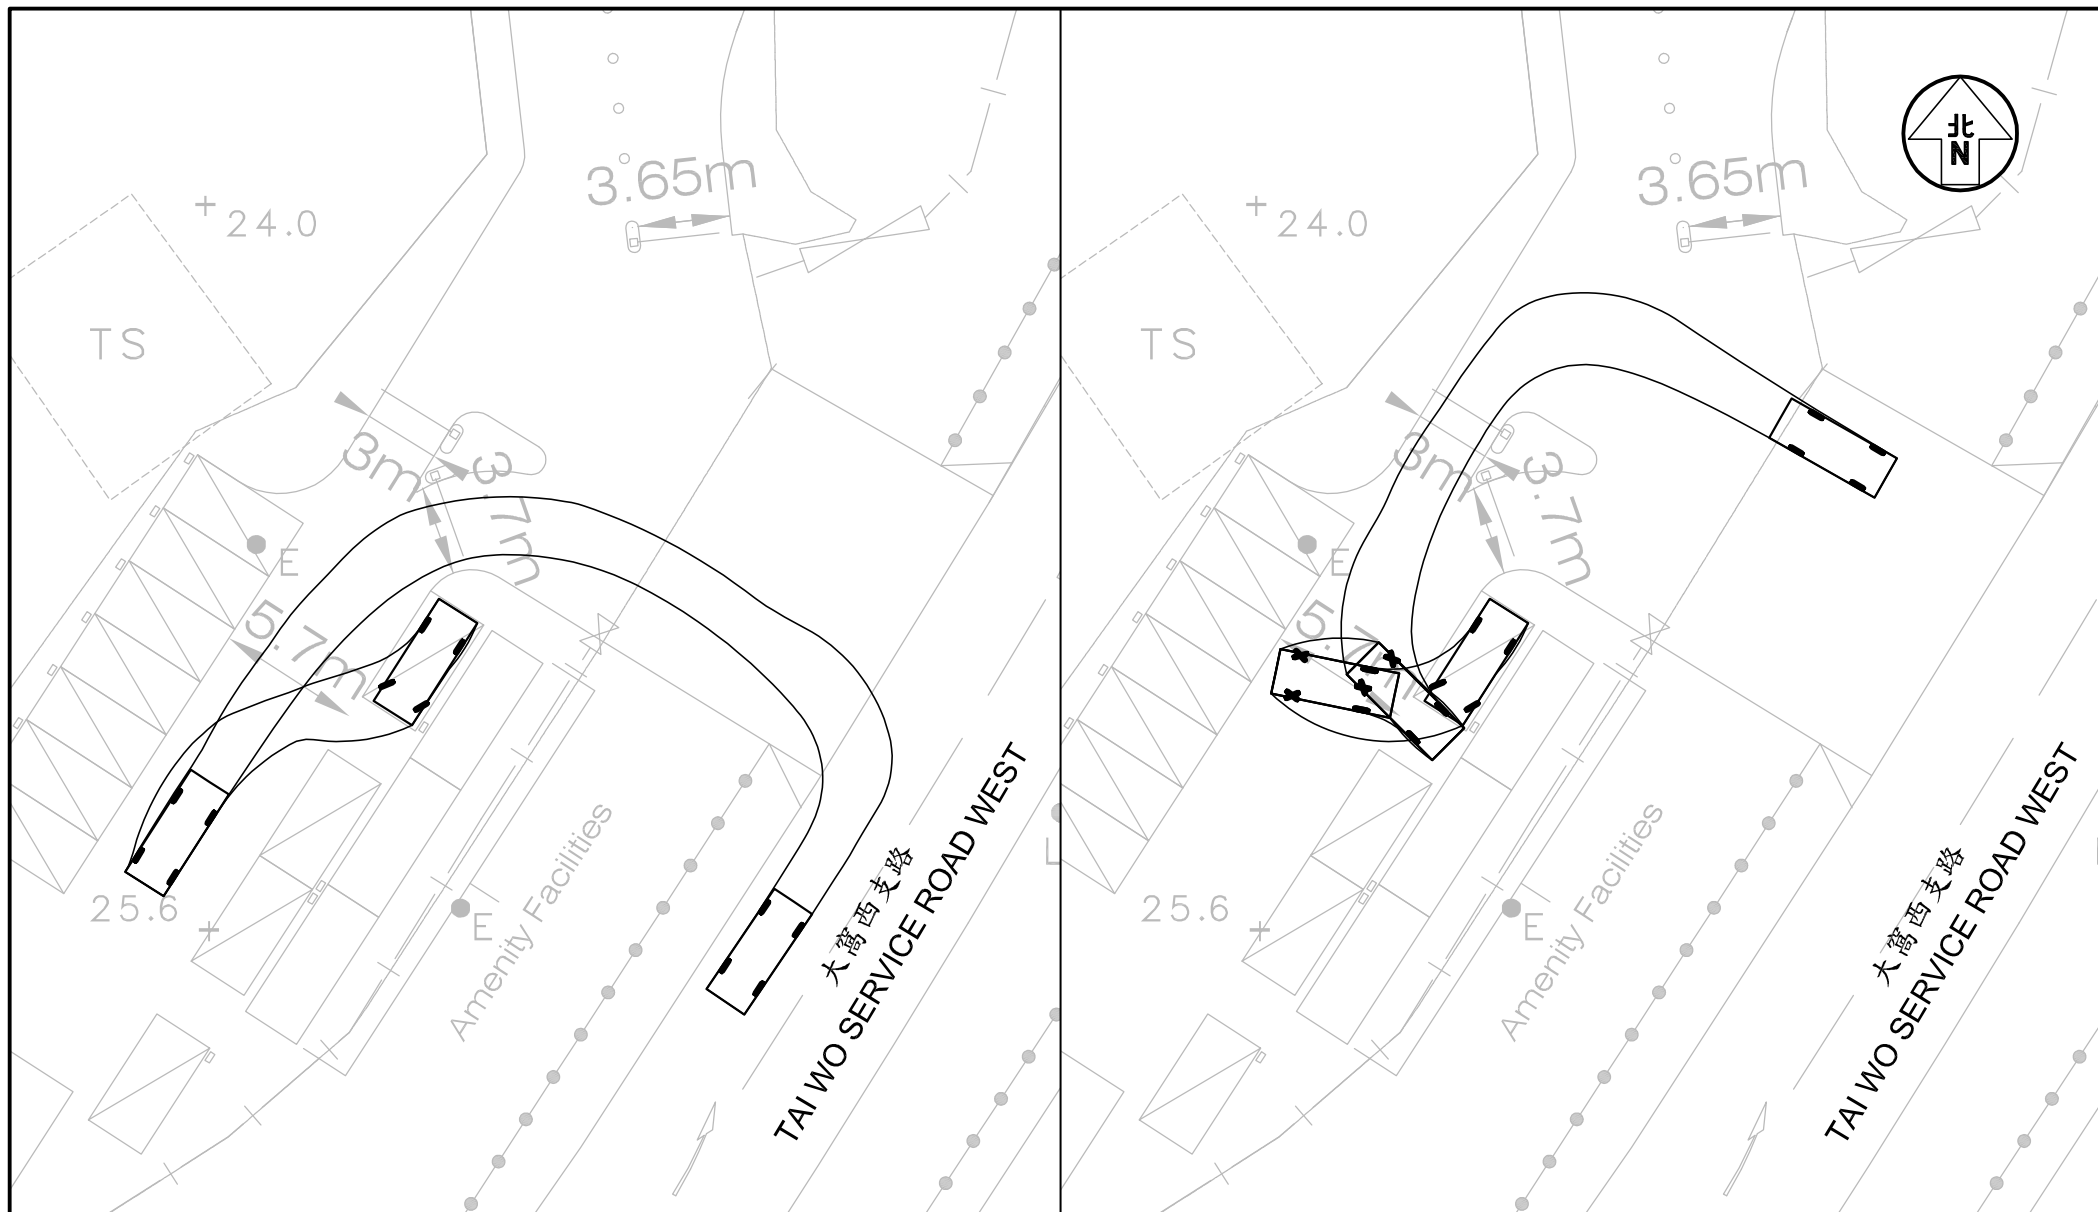 3.65m
24.0
TS
3m
3.7m
E
5.7m
25.6
E
Amenity Facilities
大窩西支路
TAI WO SERVICE ROAD WEST
北
N
3.65m
24.0
TS
3m
3.7m
E
5.7m
25.6
E
Amenity Facilities
大窩西支路
TAI WO SERVICE ROAD WEST